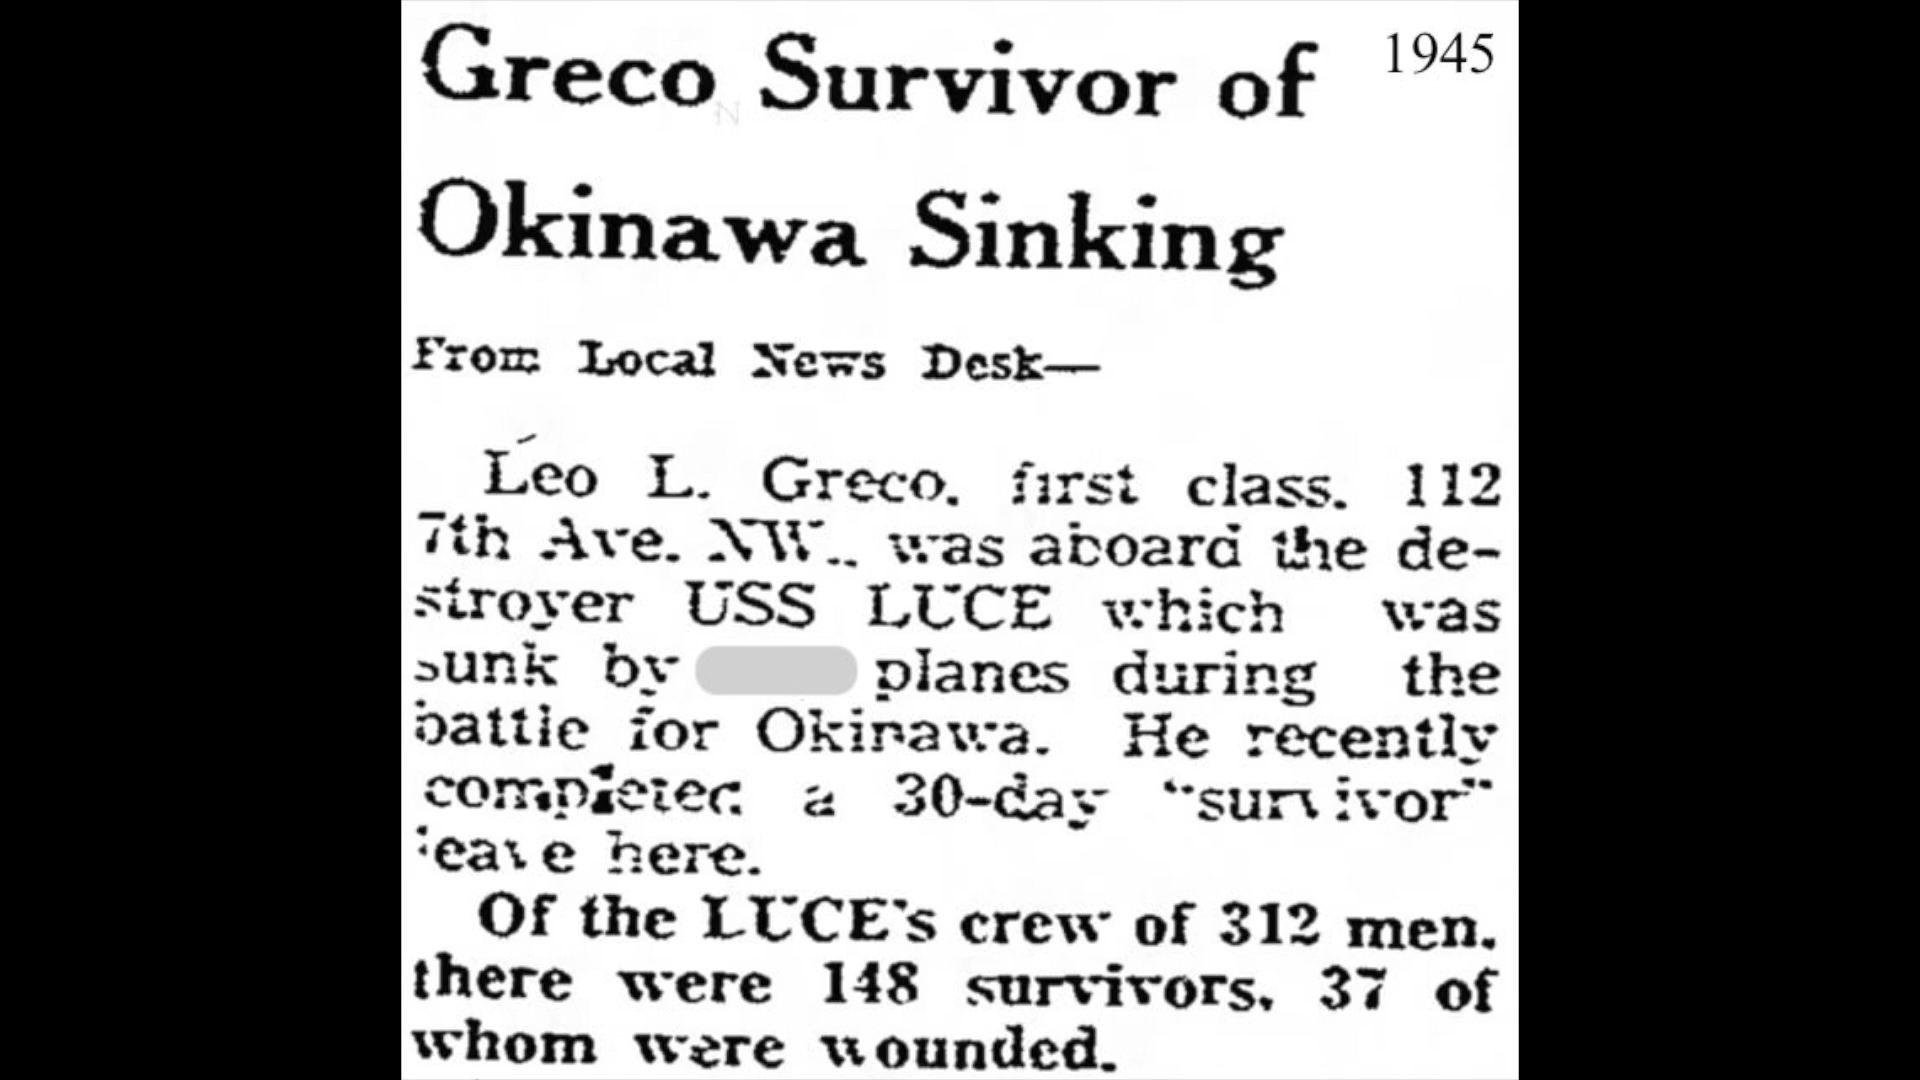 Greco Survivor of
1945
Okinawa Sinking
From Local News Desk—
Leo L. Greco, first class, 112
7th Ave. NW., was aboard the de-
stroyer USS LUCE which was
sunk by planes during the
battle for Okinawa. He recently
completed a 30-day "survivor"
leave here.
Of the LUCE's crew of 312 men,
there were 148 survivors, 37 of
whom were wounded.